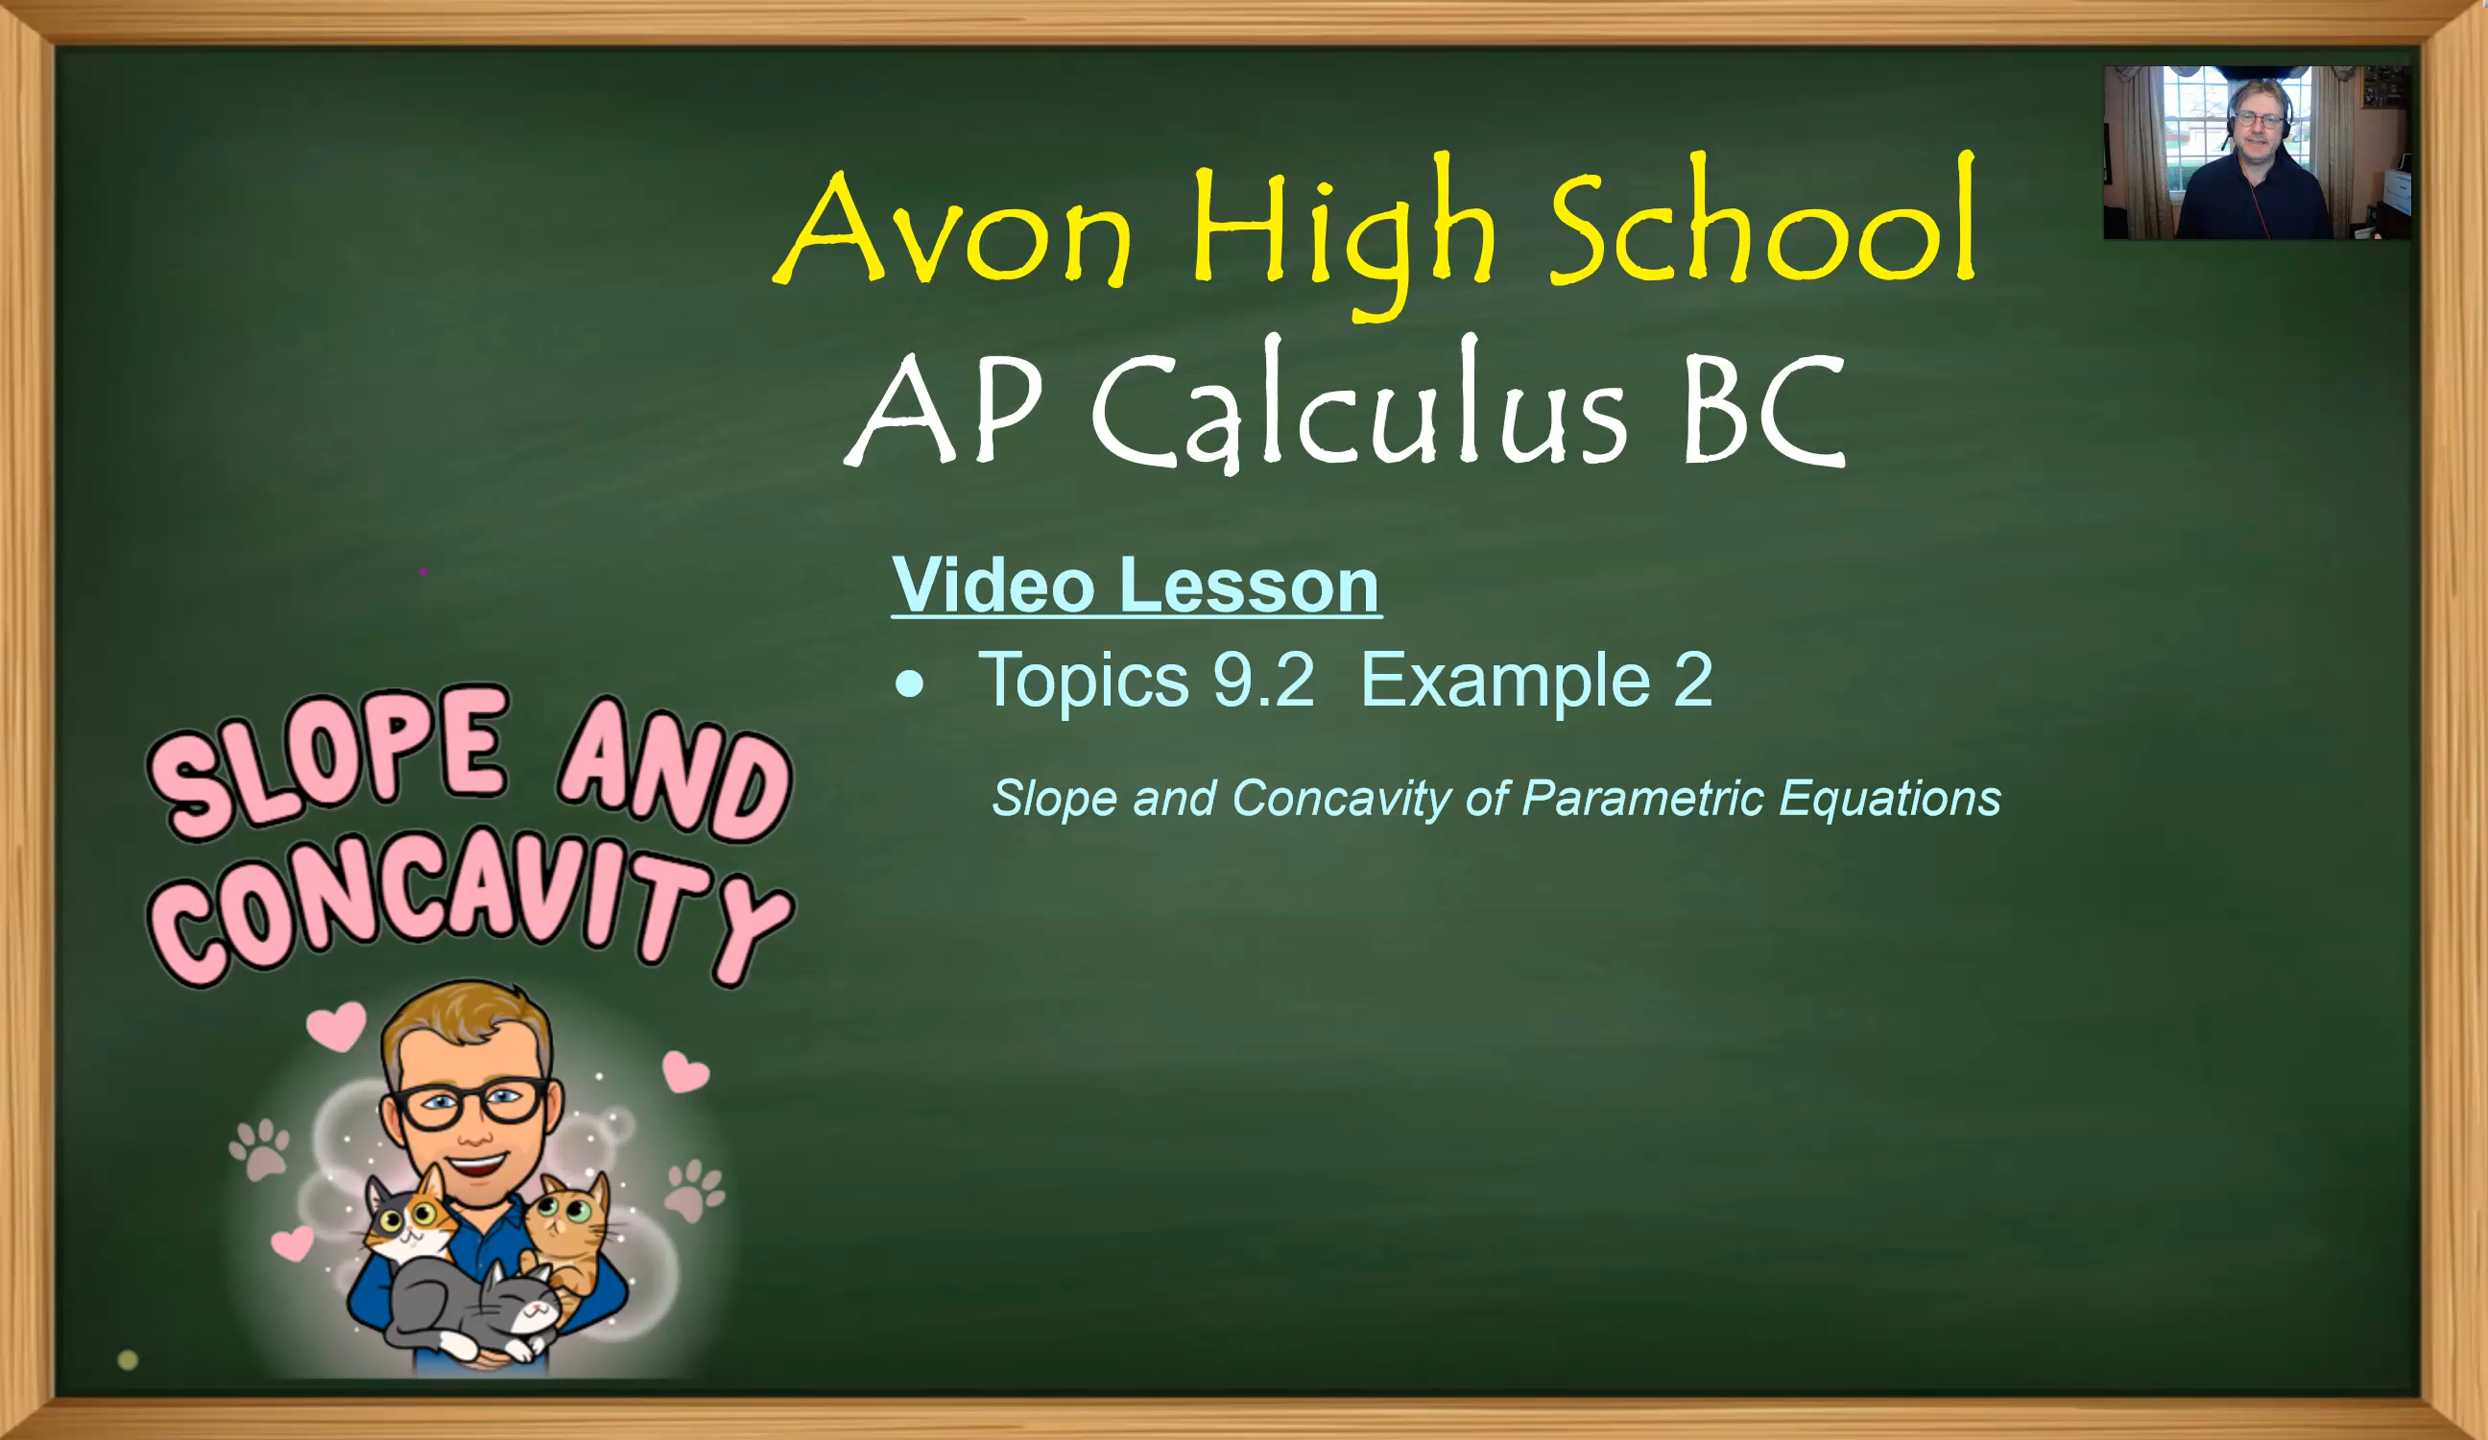 Avon High School
AP Calculus BC
Video Lesson
• Topics 9.2 Example 2
Slope and Concavity of Parametric Equations
SLOPE AND
CONCAVITY